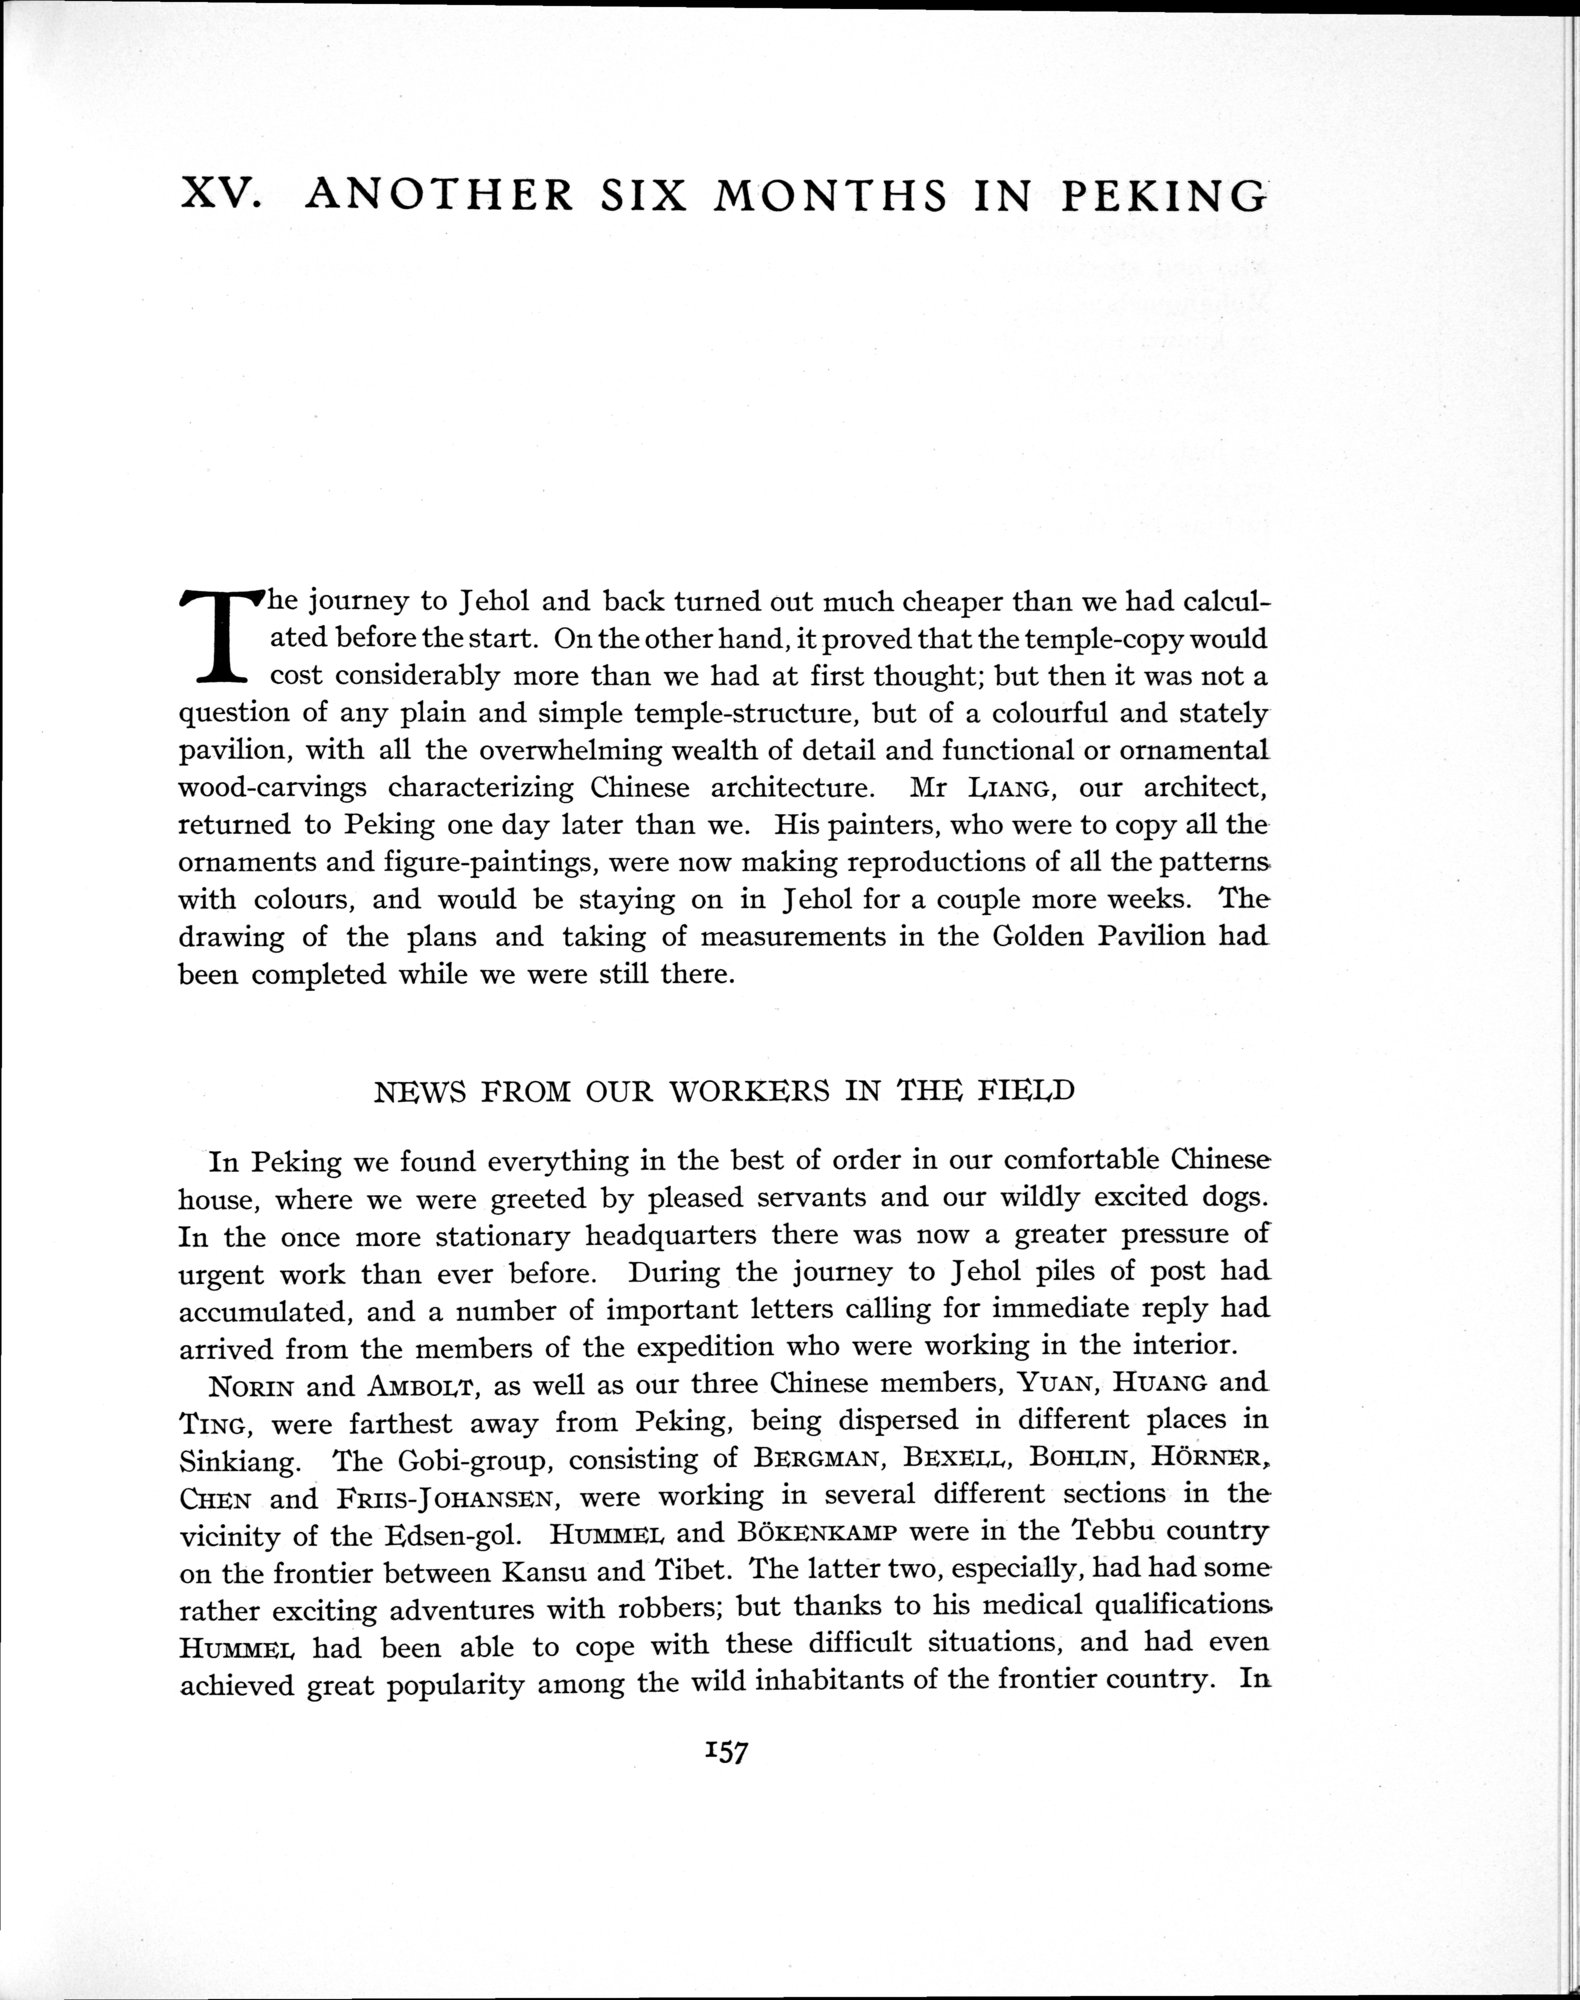 XV. ANOTHER SIX MONTHS IN PEKING
The journey to Jehol and back turned out much cheaper than we had calcul-
ated before the start. On the other hand, it proved that the temple-copy would
cost considerably more than we had at first thought; but then it was not a
question of any plain and simple temple-structure, but of a colourful and stately
pavilion, with all the overwhelming wealth of detail and functional or ornamental
wood-carvings characterizing Chinese architecture. Mr LIANG, our architect,
returned to Peking one day later than we. His painters, who were to copy all the
ornaments and figure-paintings, were now making reproductions of all the patterns
with colours, and would be staying on in Jehol for a couple more weeks. The
drawing of the plans and taking of measurements in the Golden Pavilion had
been completed while we were still there.
NEWS FROM OUR WORKERS IN THE FIELD
In Peking we found everything in the best of order in our comfortable Chinese
house, where we were greeted by pleased servants and our wildly excited dogs.
In the once more stationary headquarters there was now a greater pressure of
urgent work than ever before. During the journey to Jehol piles of post had
accumulated, and a number of important letters calling for immediate reply had
arrived from the members of the expedition who were working in the interior.
NORIN and AMBOLT, as well as our three Chinese members, YUAN, HUANG and
TING, were farthest away from Peking, being dispersed in different places in
Sinkiang. The Gobi-group, consisting of BERGMAN, BEXELL, BOHLIN, HÖRNER,
CHEN and FRIIS-JOHANSEN, were working in several different sections in the
vicinity of the Edsen-gol. HUMMEL and BÖKENKAMP were in the Tebbu country
on the frontier between Kansu and Tibet. The latter two, especially, had had some
rather exciting adventures with robbers; but thanks to his medical qualifications
HUMMEL had been able to cope with these difficult situations, and had even
achieved great popularity among the wild inhabitants of the frontier country. In
157